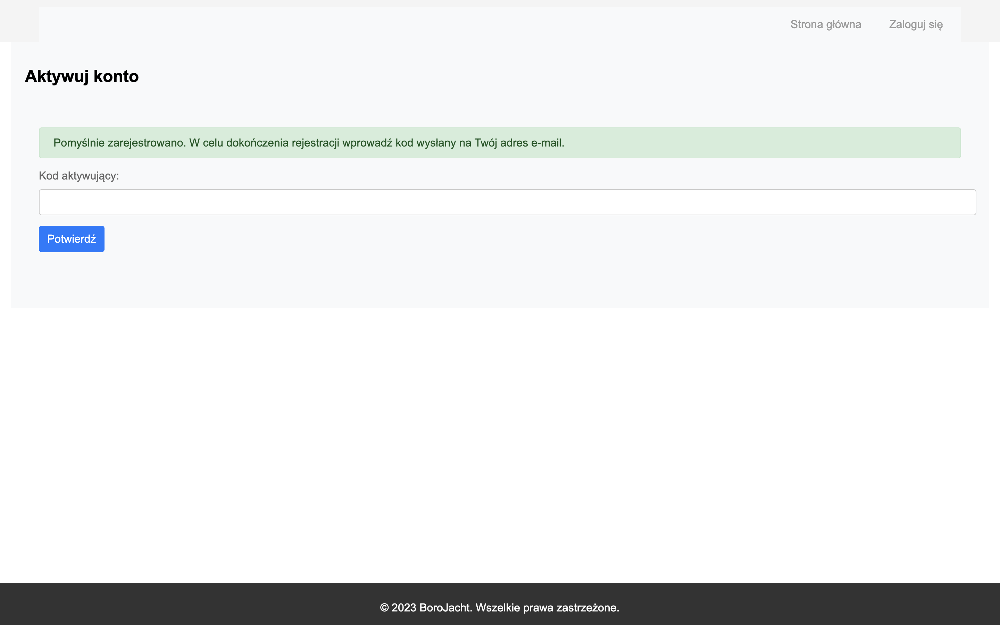 Strona główna Zaloguj się
Aktywuj konto
Pomyślnie zarejestrowano. W celu dokończenia rejestracji wprowadź kod wysłany na Twój adres e-mail.
Kod aktywujący:
Potwierdź
© 2023 BoroJacht. Wszelkie prawa zastrzeżone.